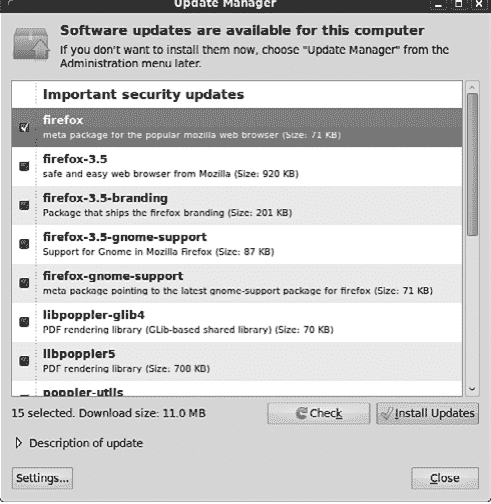 Update Manager
Software updates are available for this computer
If you don't want to install them now, choose "Update Manager" from the
Administration menu later.
Important security updates
firefox
meta package for the popular mozilla web browser (Size: 71 KB)
firefox-3.5
safe and easy web browser from Mozilla (Size: 920 KB)
firefox-3.5-branding
Package that ships the firefox branding (Size: 201 KB)
firefox-3.5-gnome-support
Support for Gnome in Mozilla Firefox (Size: 87 KB)
firefox-gnome-support
meta package pointing to the latest gnome-support package for firefox (Size: 71 KB)
libpoppler-glib4
PDF rendering library (GLib-based shared library) (Size: 70 KB)
libpoppler5
PDF rendering library (Size: 708 KB)
poppler-utils
15 selected. Download size: 11.0 MB
Check
Install Updates
Description of update
Settings...
Close